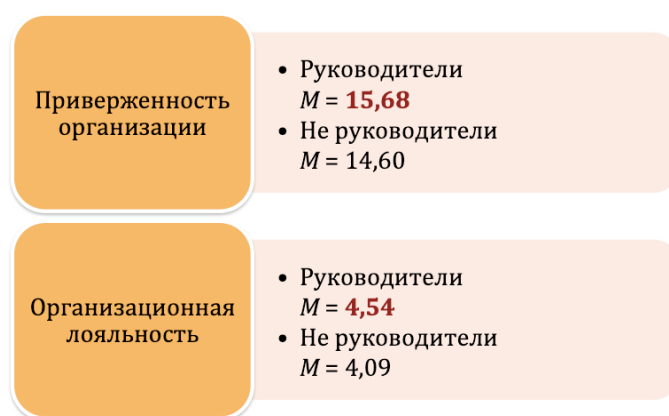 Приверженность
организации
• Руководители
M = 15,68
• Не руководители
M = 14,60
Организационная
лояльность
• Руководители
M = 4,54
• Не руководители
M = 4,09